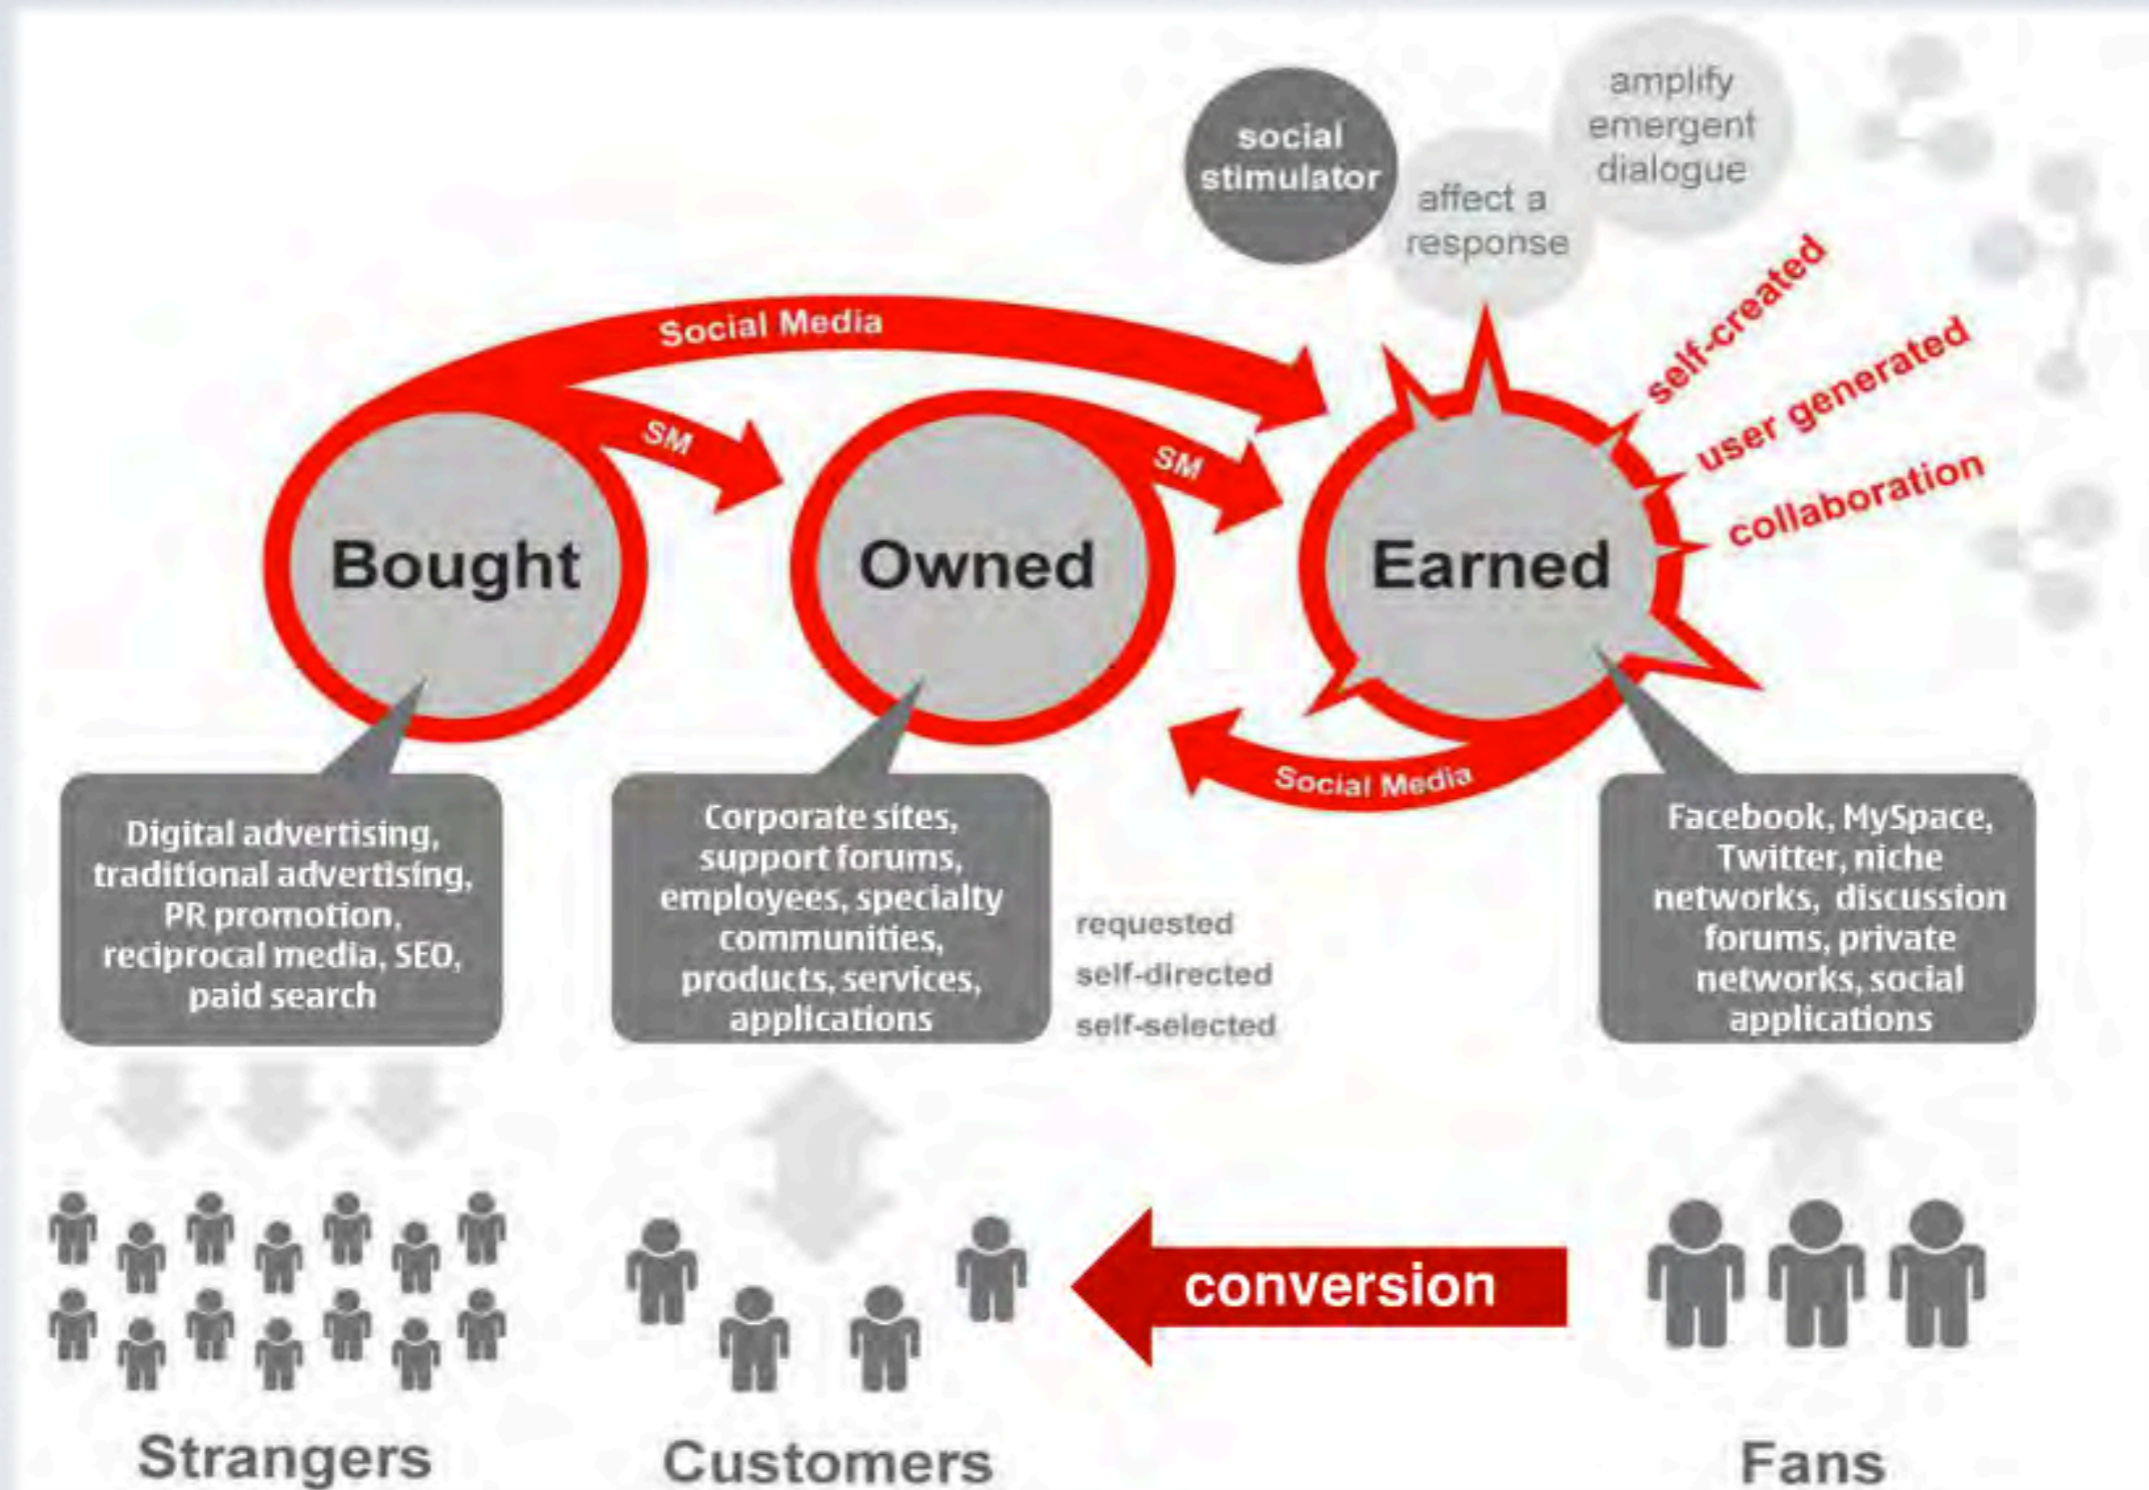 social
stimulator
affect a
response
amplify
emergent
dialogue
Social Media
SM
SM
self-created
user generated
collaboration
Bought
Owned
Earned
Social Media
Digital advertising,
traditional advertising,
PR promotion,
reciprocal media, SEO,
paid search
Corporate sites,
support forums,
employees, specialty
communities,
products, services,
applications
requested
self-directed
self-selected
Facebook, MySpace,
Twitter, niche
networks, discussion
forums, private
networks, social
applications
conversion
Strangers
Customers
Fans